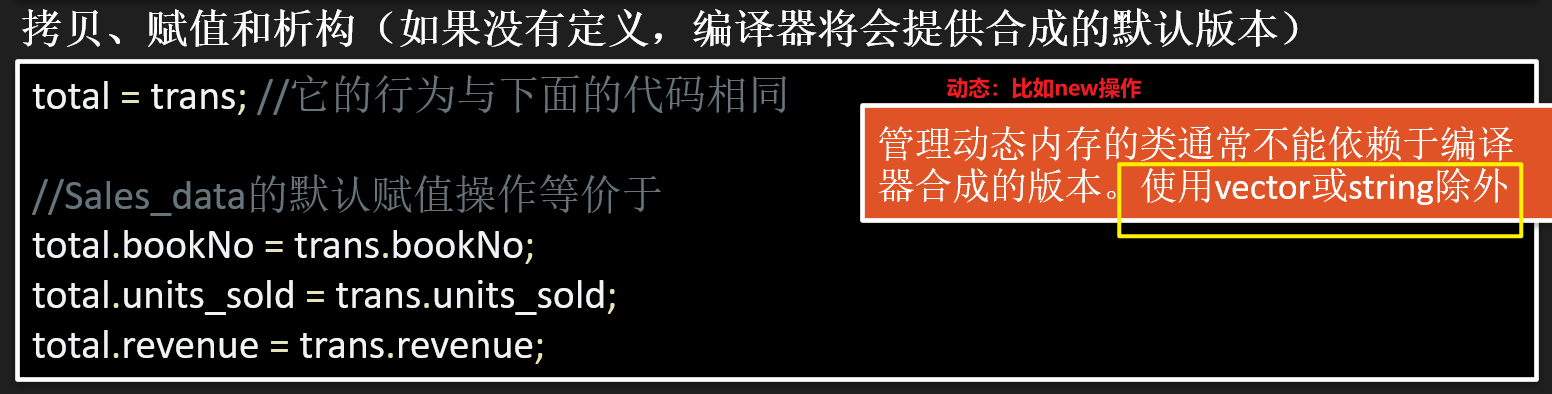 拷贝、赋值和析构（如果没有定义，编译器将会提供合成的默认版本）
total = trans; //它的行为与下面的代码相同
动态：比如new操作
管理动态内存的类通常不能依赖于编译
器合成的版本。使用vector或string除外
//Sales_data的默认赋值操作等价于
total.bookNo = trans.bookNo;
total.units_sold = trans.units_sold;
total.revenue = trans.revenue;